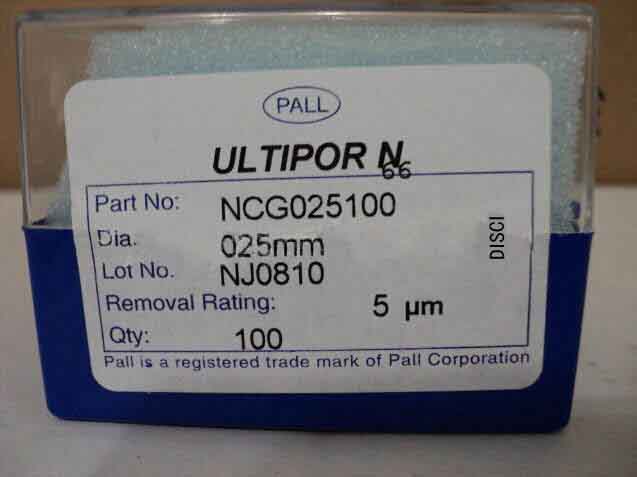 PALL
ULTIPOR N66
Part No: NCG025100
Dia. 025mm
Lot No. NJ0810
Removal Rating: 5 µm
Qty: 100
Pall is a registered trade mark of Pall Corporation
DISCI